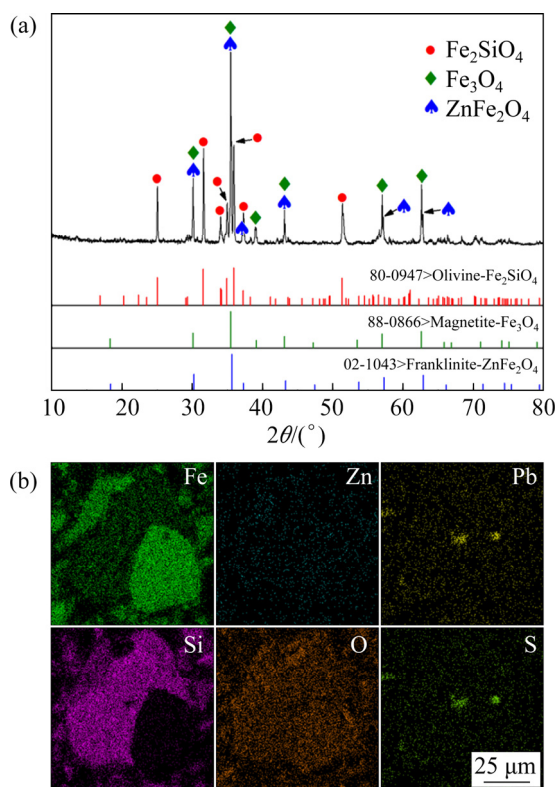 (a)
Fe₂SiO₄
Fe₃O₄
ZnFe₂O₄
80-0947>Olivine-Fe₂SiO₄
88-0866>Magnetite-Fe₃O₄
02-1043>Franklinite-ZnFe₂O₄
10 20 30 40 50 60 70 80
2θ/(°)
(b)
Fe Zn Pb
Si O S
25 μm